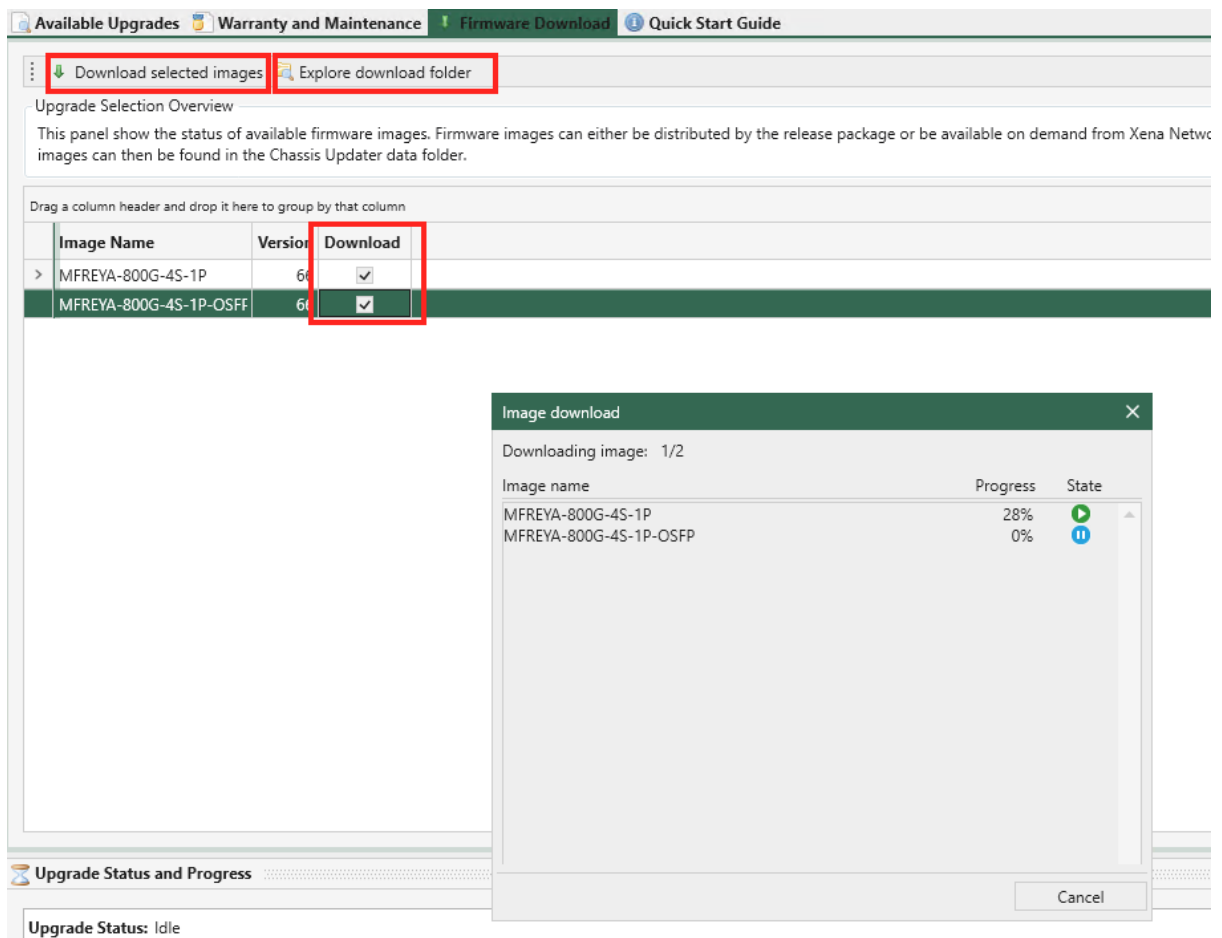 Available Upgrades Warranty and Maintenance Firmware Download Quick Start Guide
Download selected images Explore download folder
Upgrade Selection Overview
This panel show the status of available firmware images. Firmware images can either be distributed by the release package or be available on demand from Xena Netwo
images can then be found in the Chassis Updater data folder.
Drag a column header and drop it here to group by that column
Image Name Version Download
MFREYA-800G-4S-1P 66
MFREYA-800G-4S-1P-OSFP 66
Image download
Downloading image: 1/2
Image name Progress State
MFREYA-800G-4S-1P 28%
MFREYA-800G-4S-1P-OSFP 0%
Upgrade Status and Progress
Cancel
Upgrade Status: Idle